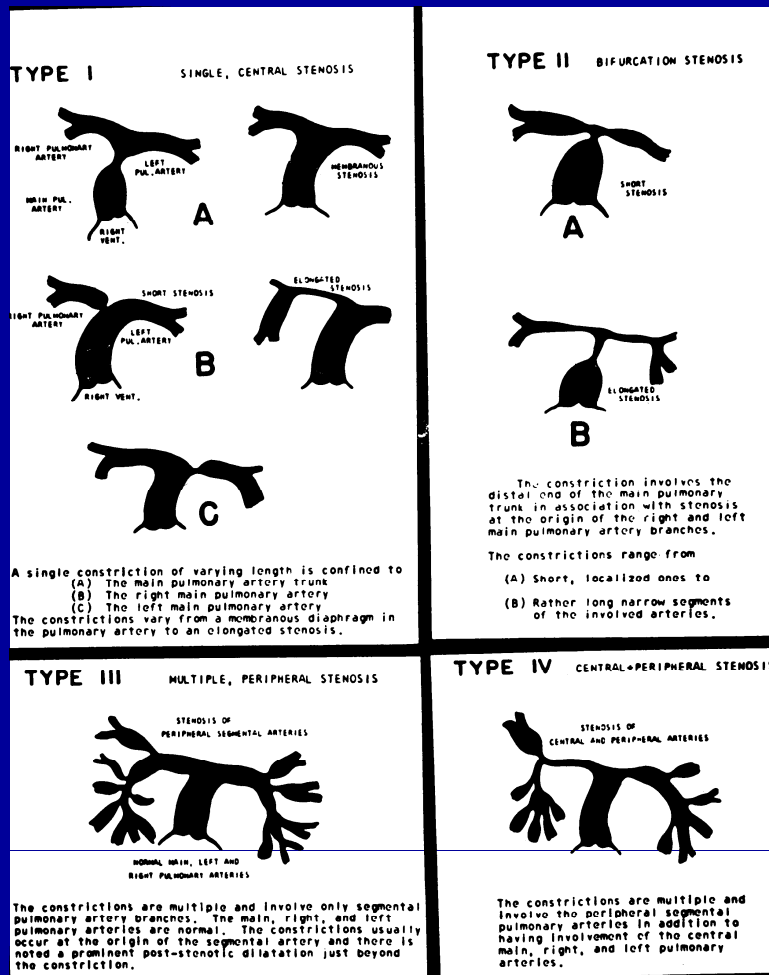 TYPE I SINGLE, CENTRAL STENOSIS
RIGHT PULMONARY
ARTERY
LEFT
PUL. ARTERY
MAIN PUL.
ARTERY
RIGHT
VENT.
A
MEMBRANOUS
STENOSIS
SHORT STENOSIS
RIGHT PULMONARY
ARTERY
LEFT
PUL. ARTERY
RIGHT VENT.
B
ELONGATED
STENOSIS
C
A single constriction of varying length is confined to
(A) The main pulmonary artery trunk
(B) The right main pulmonary artery
(C) The left main pulmonary artery
The constrictions vary from a membranous diaphragm in
the pulmonary artery to an elongated stenosis.
TYPE II BIFURCATION STENOSIS
SHORT
STENOSIS
A
ELONGATED
STENOSIS
B
The constriction involves the
distal end of the main pulmonary
trunk in association with stenosis
at the origin of the right and left
main pulmonary artery branches.
The constrictions range from
(A) Short, localized ones to
(B) Rather long narrow segments
of the involved arteries.
TYPE III MULTIPLE, PERIPHERAL STENOSIS
STENOSIS OF
PERIPHERAL SEGMENTAL ARTERIES
NORMAL MAIN, LEFT AND
RIGHT PULMONARY ARTERIES
The constrictions are multiple and involve only segmental
pulmonary artery branches. The main, right, and left
pulmonary arteries are normal. The constrictions usually
occur at the origin of the segmental artery and there is
noted a prominent post-stenotic dilatation just beyond
the constriction.
TYPE IV CENTRAL+PERIPHERAL STENOSIS
STENOSIS OF
CENTRAL AND PERIPHERAL ARTERIES
The constrictions are multiple and
involve the peripheral segmental
pulmonary arteries in addition to
having involvement of the central
main, right, and left pulmonary
arteries.